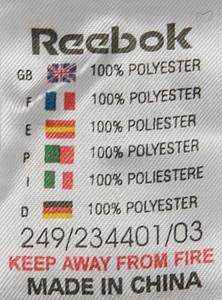 Reebok
GB 100% POLYESTER
F 100% POLYESTER
E 100% POLIESTER
P 100% POLYESTER
I 100% POLIESTERE
D 100% POLYESTER
249/234401/03
KEEP AWAY FROM FIRE
MADE IN CHINA